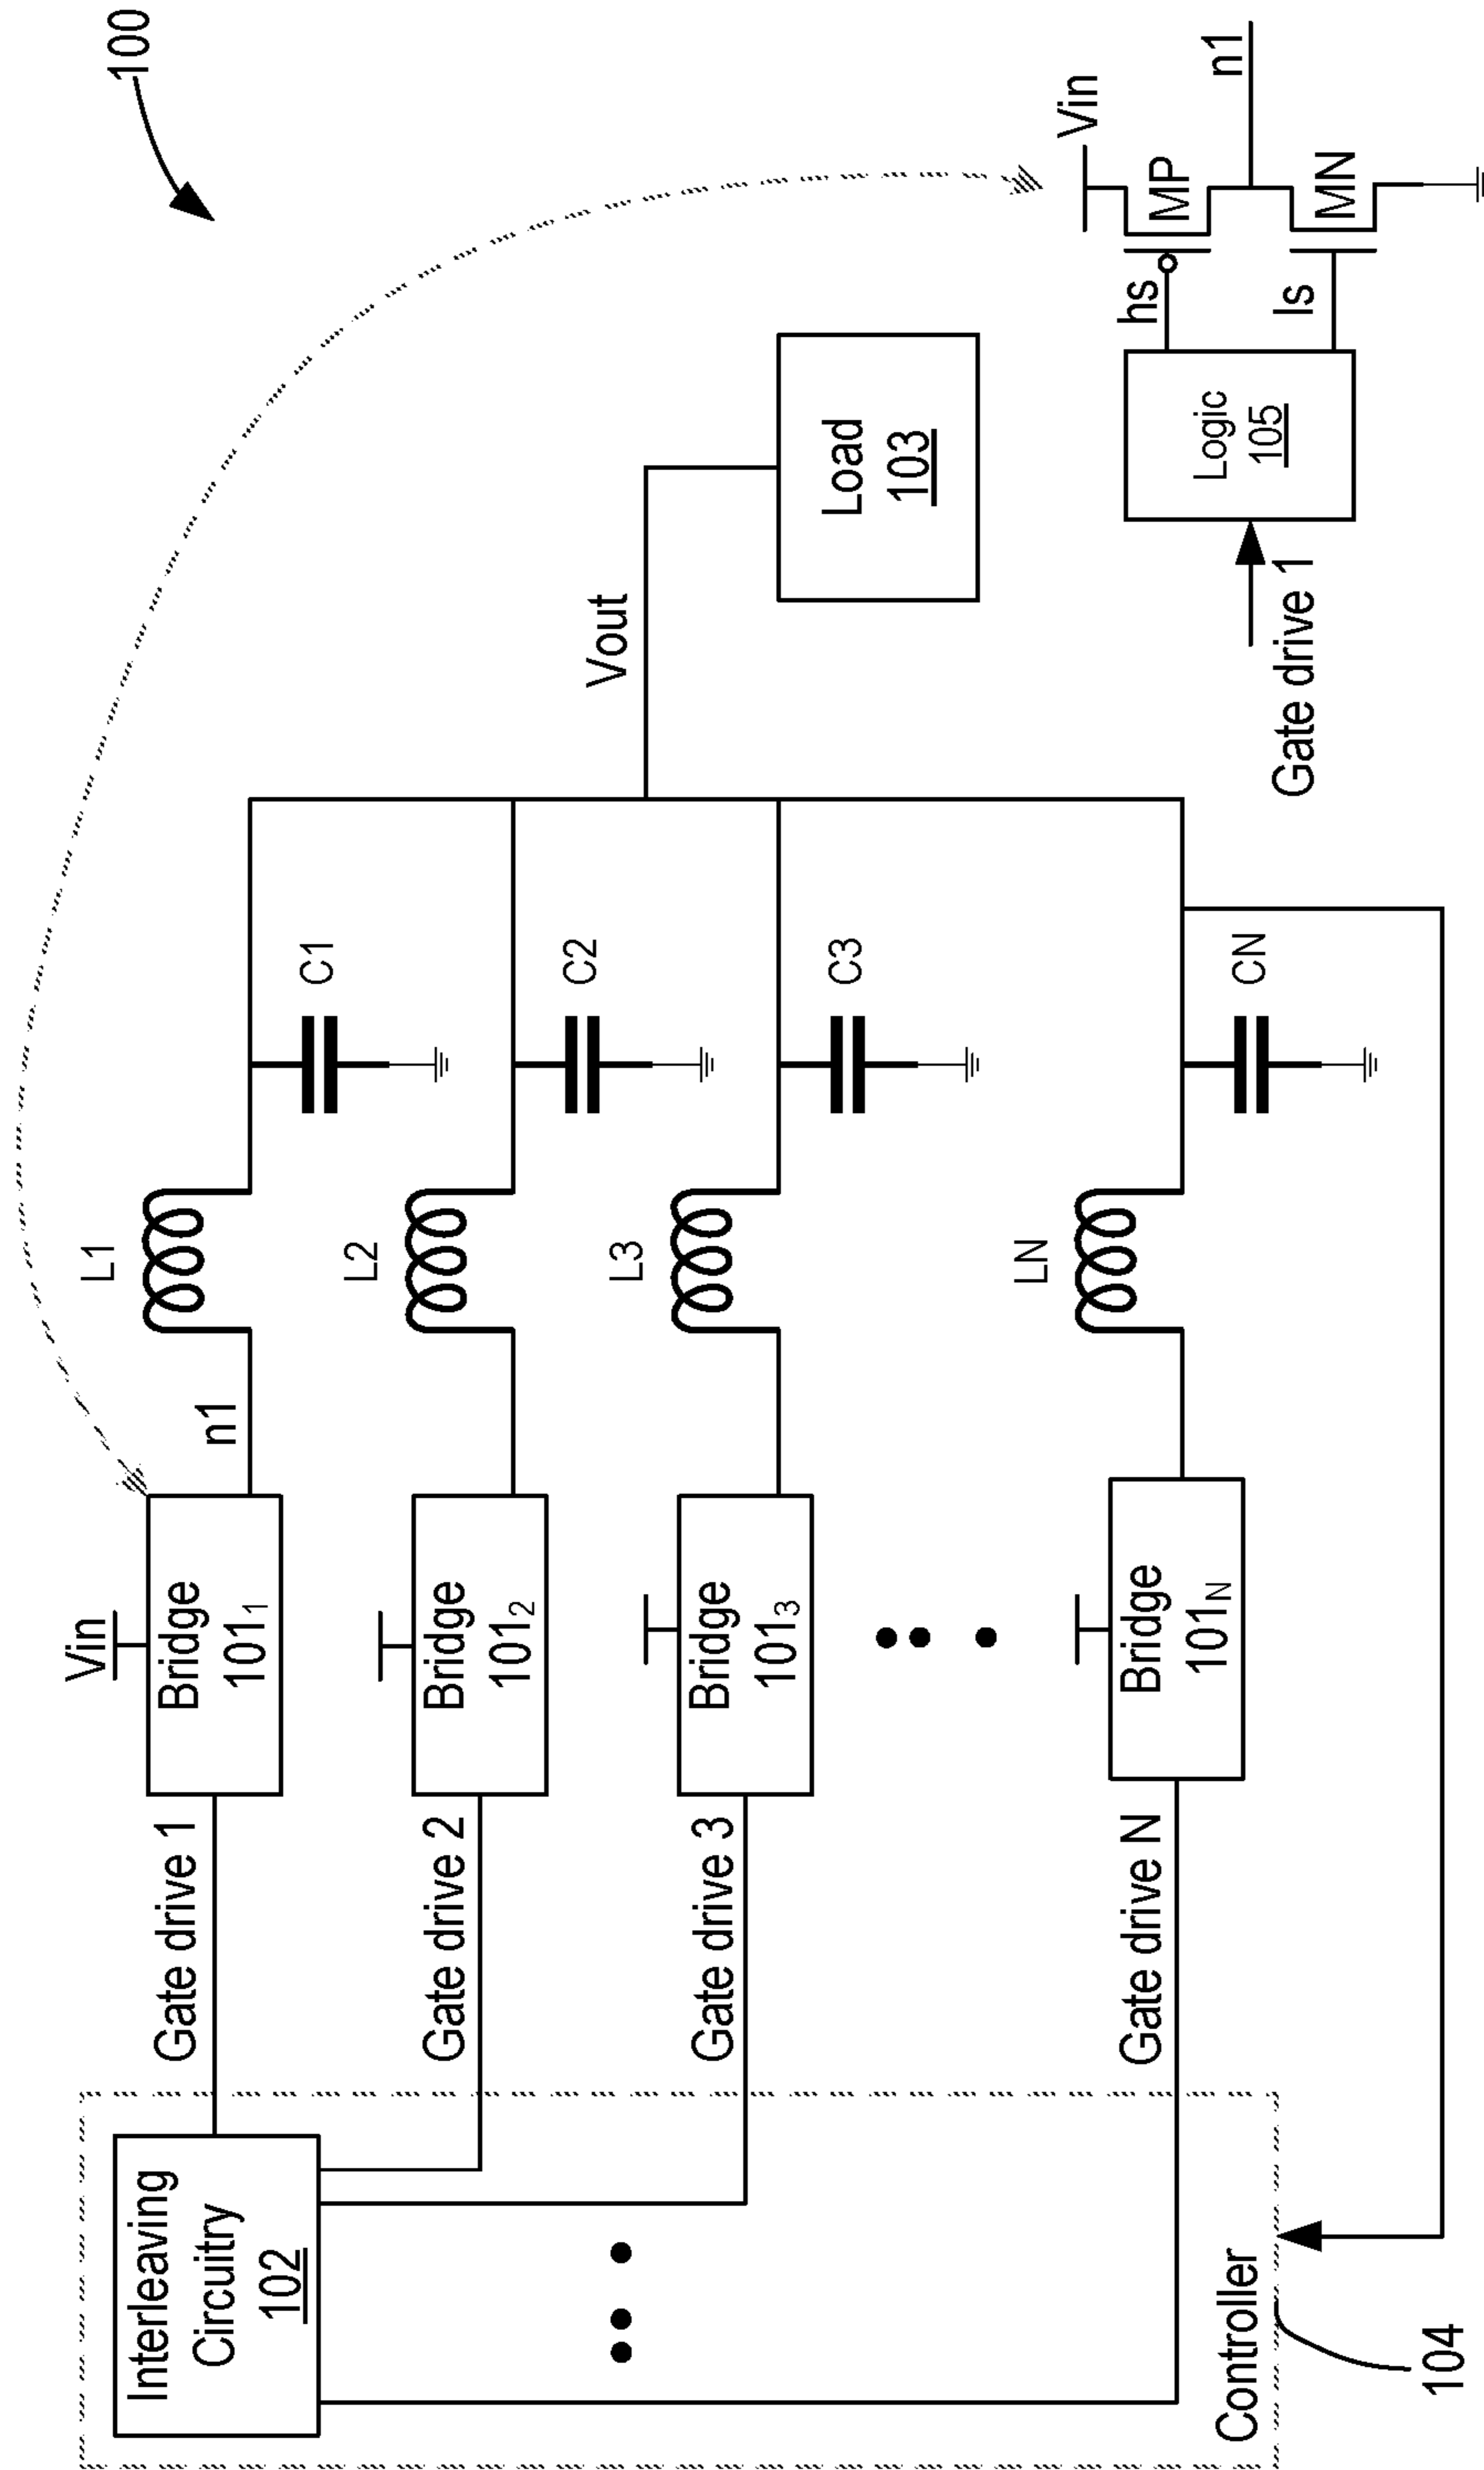 100
Vin
Bridge
101₁
Gate drive 1
n1
L1
C1
Interleaving
Circuitry
102
Bridge
101₂
Gate drive 2
L2
C2
Vout
Load
103
Bridge
101₃
Gate drive 3
L3
C3
Bridge
101N
Gate drive N
LN
CN
Controller
104
Vin
MP
hs
n1
MN
ls
Logic
105
Gate drive 1